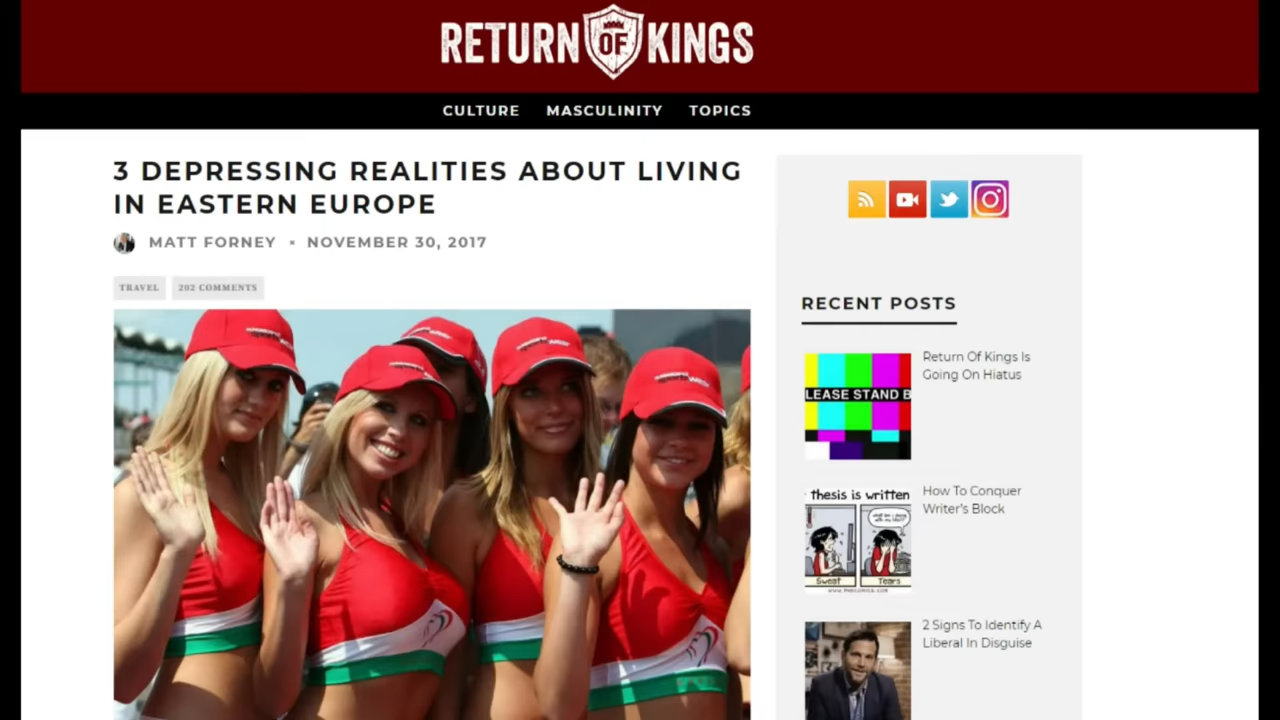 RETURN OF KINGS
CULTURE MASCULINITY TOPICS
3 DEPRESSING REALITIES ABOUT LIVING
IN EASTERN EUROPE
MATT FORNEY • NOVEMBER 30, 2017
TRAVEL 202 COMMENTS
RECENT POSTS
LEASE STAND B
Return Of Kings Is
Going On Hiatus
thesis is written
Sweat Tears
How To Conquer
Writer's Block
2 Signs To Identify A
Liberal In Disguise